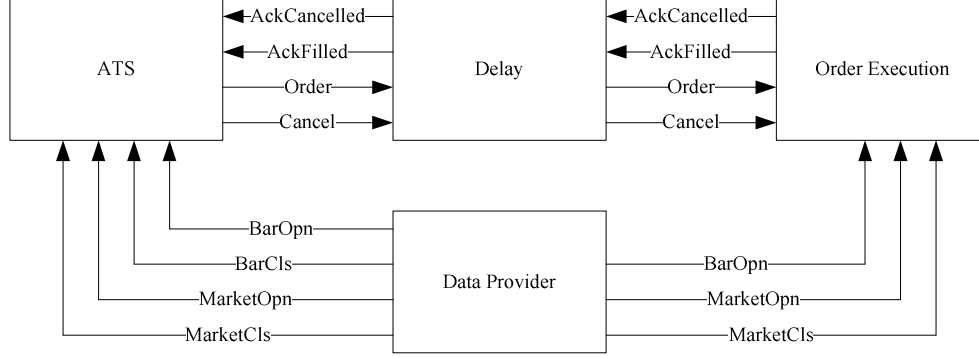 AckCancelled
AckCancelled
AckFilled
AckFilled
ATS
Delay
Order Execution
Order
Order
Cancel
Cancel
BarOpn
BarCls
BarOpn
Data Provider
MarketOpn
MarketOpn
MarketCls
MarketCls